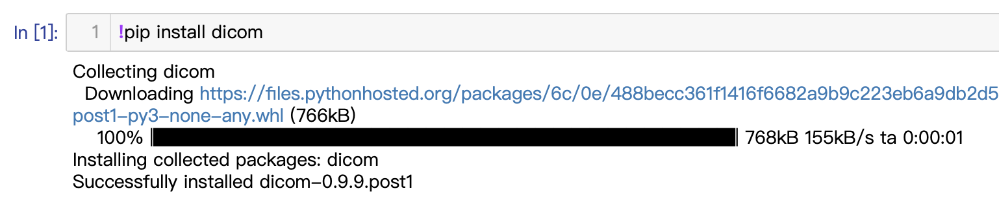 In [1]:
1 !pip install dicom
Collecting dicom
Downloading https://files.pythonhosted.org/packages/6c/0e/488becc361f1416f6682a9b9c223eb6a9db2d5
post1-py3-none-any.whl (766kB)
100% 768kB 155kB/s ta 0:00:01
Installing collected packages: dicom
Successfully installed dicom-0.9.9.post1